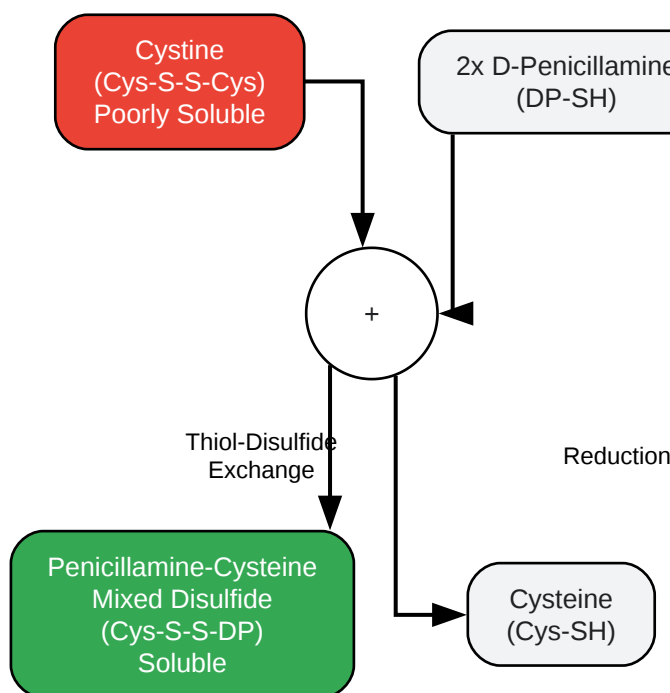 Cystine
(Cys-S-S-Cys)
Poorly Soluble
2x D-Penicillamine
(DP-SH)
+
Thiol-Disulfide
Exchange
Reduction
Penicillamine-Cysteine
Mixed Disulfide
(Cys-S-S-DP)
Soluble
Cysteine
(Cys-SH)